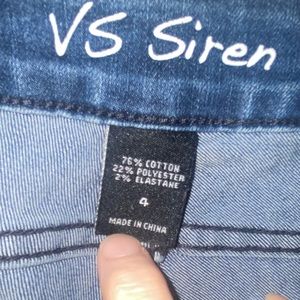 VS Siren
76% COTTON
22% POLYESTER
2% ELASTANE
4
MADE IN CHINA